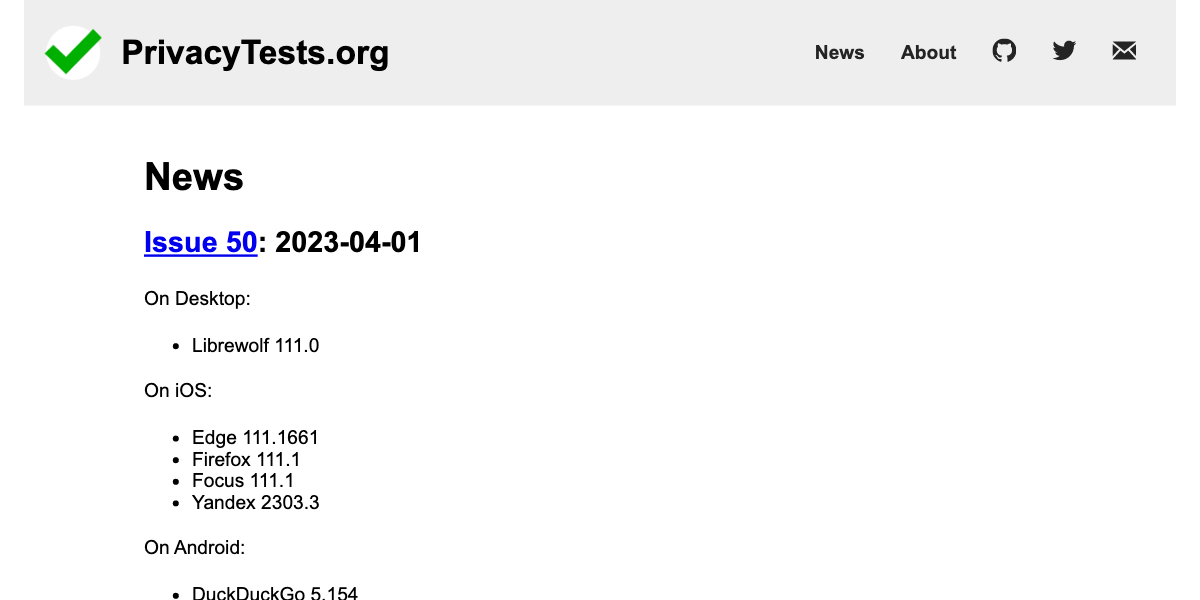 PrivacyTests.org
News About
News
Issue 50: 2023-04-01
On Desktop:
Librewolf 111.0
On iOS:
Edge 111.1661
Firefox 111.1
Focus 111.1
Yandex 2303.3
On Android:
DuckDuckGo 5.154